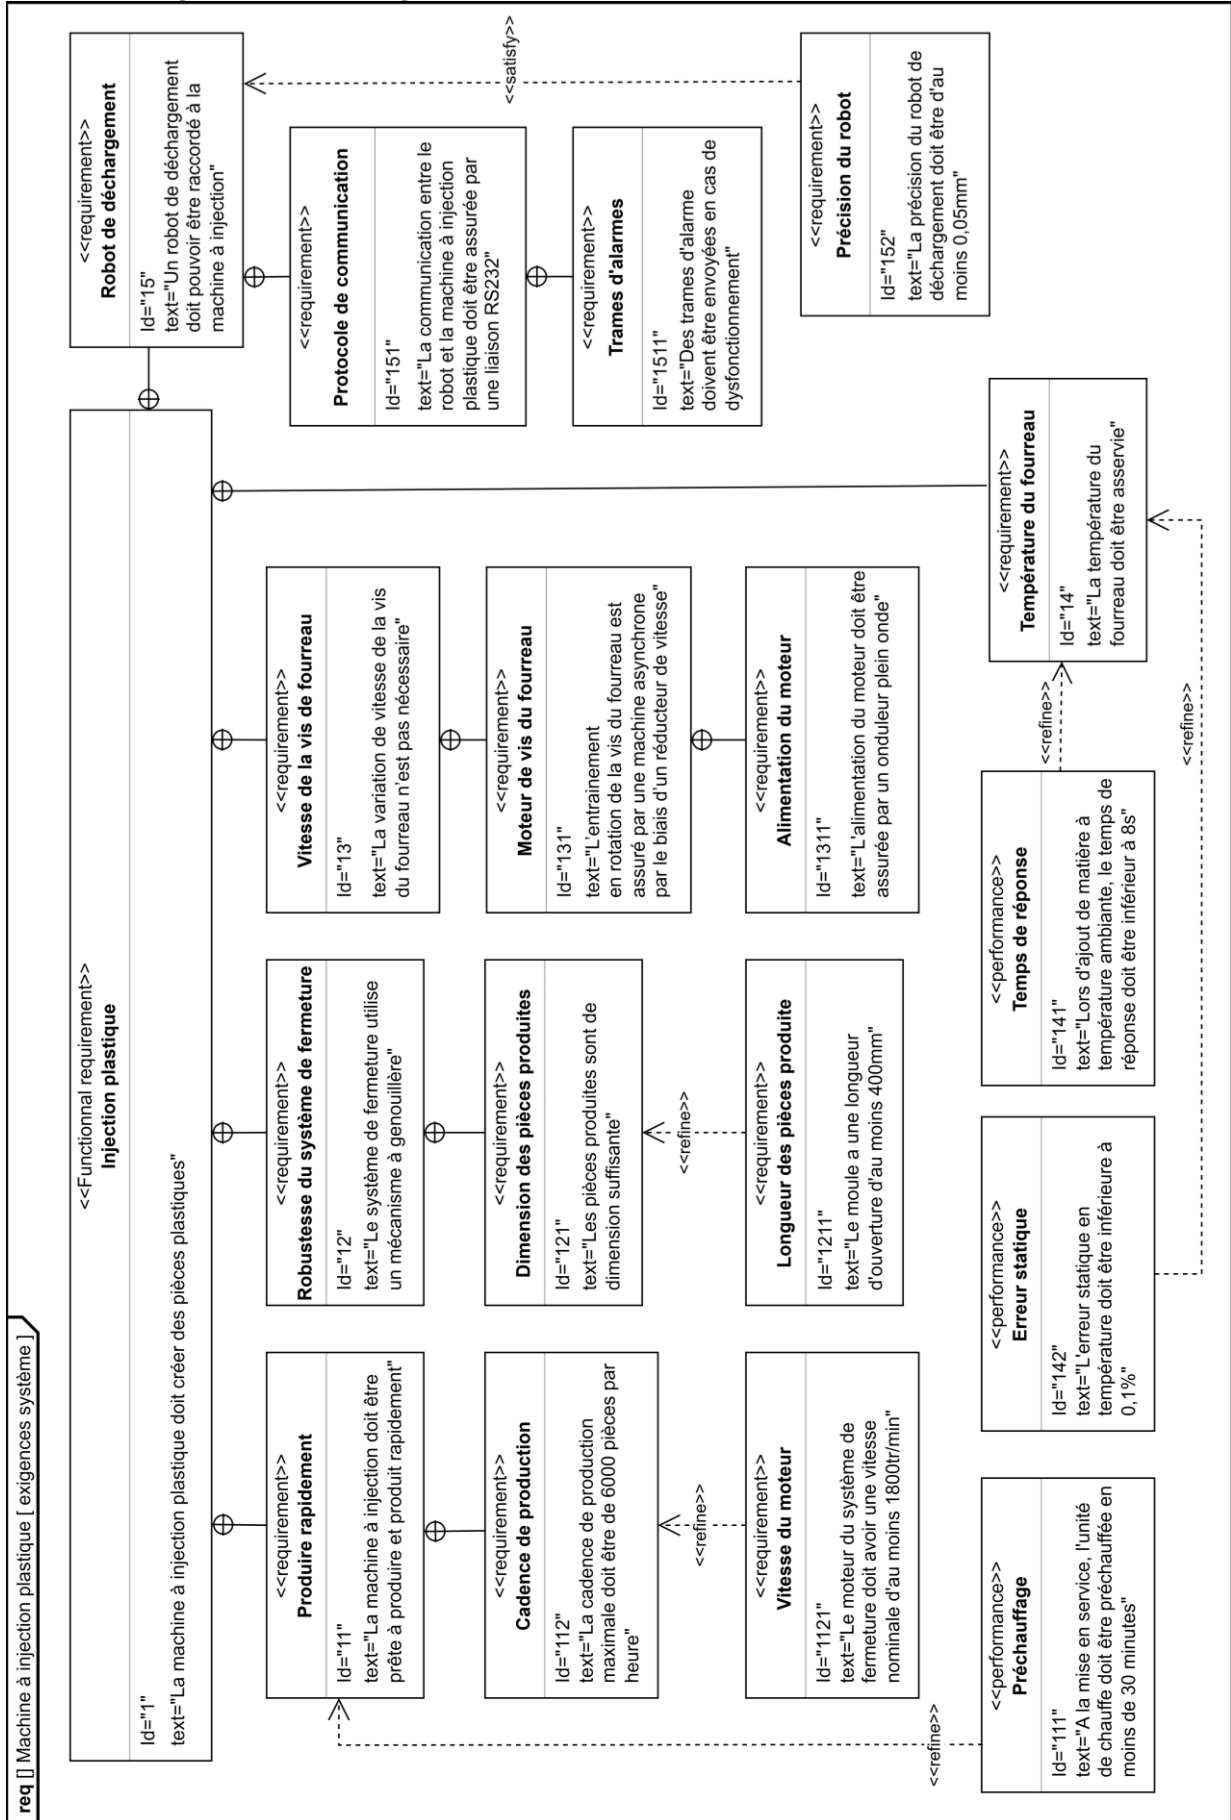 req [] Machine à injection plastique [ exigences système ]
<<Functionnal requirement>>
Injection plastique
Id="1"
text="La machine à injection plastique doit créer des pièces plastiques"
<<requirement>>
Produire rapidement
Id="11"
text="La machine à injection doit être
prête à produire et produit rapidement"
<<requirement>>
Cadence de production
Id="112"
text="La cadence de production
maximale doit être de 6000 pièces par
heure"
<<refine>>
<<requirement>>
Vitesse du moteur
Id="1121"
text="Le moteur du système de
fermeture doit avoir une vitesse
nominale d'au moins 1800tr/min"
<<refine>>
<<performance>>
Préchauffage
Id="111"
text="A la mise en service, l'unité
de chauffe doit être préchauffée en
moins de 30 minutes"
<<requirement>>
Robustesse du système de fermeture
Id="12"
text="Le système de fermeture utilise
un mécanisme à genouillère"
<<requirement>>
Dimension des pièces produites
Id="121"
text="Les pièces produites sont de
dimension suffisante"
<<refine>>
<<requirement>>
Longueur des pièces produite
Id="1211"
text="Le moule a une longueur
d'ouverture d'au moins 400mm"
<<performance>>
Erreur statique
Id="142"
text="L'erreur statique en
température doit être inférieure à
0,1%"
<<requirement>>
Vitesse de la vis de fourreau
Id="13"
text="La variation de vitesse de la vis
du fourreau n'est pas nécessaire"
<<requirement>>
Moteur de vis du fourreau
Id="131"
text="L'entrainement
en rotation de la vis du fourreau est
assuré par une machine asynchrone
par le biais d'un réducteur de vitesse"
<<requirement>>
Alimentation du moteur
Id="1311"
text="L'alimentation du moteur doit être
assurée par un onduleur plein onde"
<<performance>>
Temps de réponse
Id="141"
text="Lors d'ajout de matière à
température ambiante, le temps de
réponse doit être inférieur à 8s"
<<refine>>
<<refine>>
<<requirement>>
Température du fourreau
Id="14"
text="La température du
fourreau doit être asservie"
<<requirement>>
Robot de déchargement
Id="15"
text="Un robot de déchargement
doit pouvoir être raccordé à la
machine à injection"
<<requirement>>
Protocole de communication
Id="151"
text="La communication entre le
robot et la machine à injection
plastique doit être assurée par
une liaison RS232"
<<requirement>>
Trames d'alarmes
Id="1511"
text="Des trames d'alarme
doivent être envoyées en cas de
dysfonctionnement"
<<satisfy>>
<<requirement>>
Précision du robot
Id="152"
text="La précision du robot de
déchargement doit être d'au
moins 0,05mm"